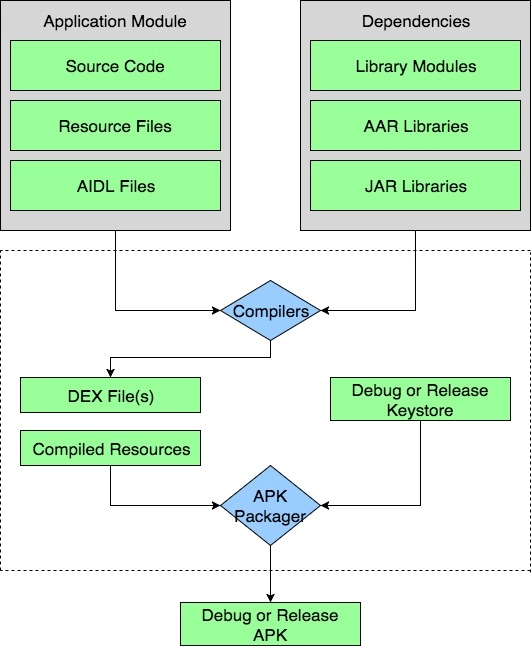 Application Module
Source Code
Resource Files
AIDL Files
Dependencies
Library Modules
AAR Libraries
JAR Libraries
Compilers
DEX File(s)
Compiled Resources
Debug or Release
Keystore
APK
Packager
Debug or Release
APK